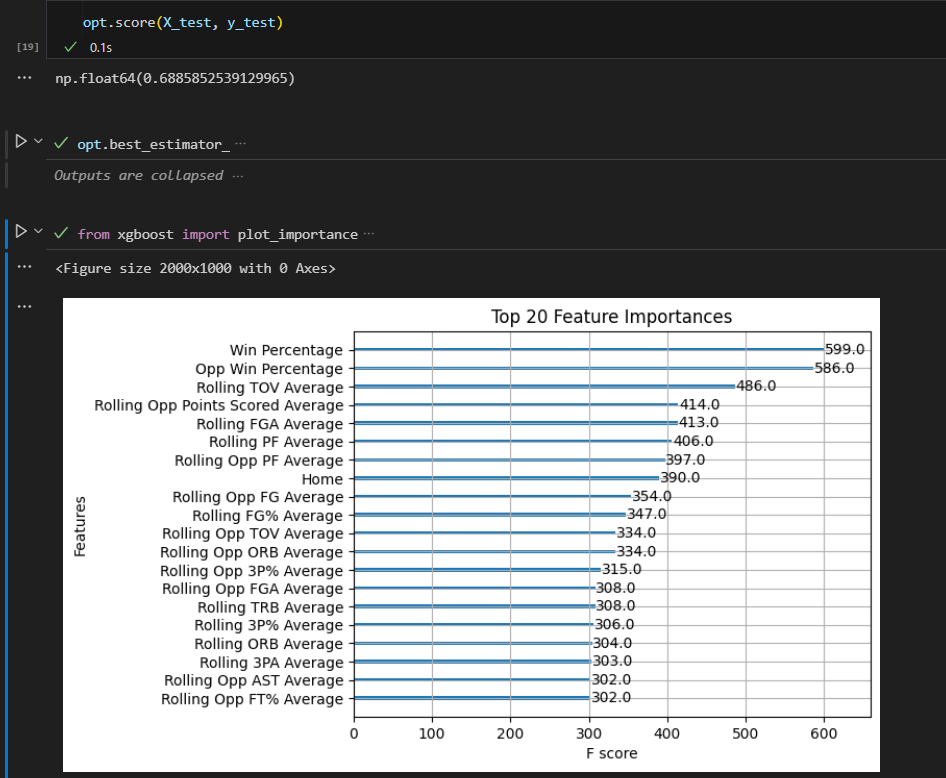 opt.score(X_test, y_test)
[19] 0.1s
... np.float64(0.6885852539129965)
opt.best_estimator_ ...
Outputs are collapsed ...
from xgboost import plot_importance ...
... <Figure size 2000x1000 with 0 Axes>
...
Top 20 Feature Importances
Win Percentage 599.0
Opp Win Percentage 586.0
Rolling TOV Average 486.0
Rolling Opp Points Scored Average 414.0
Rolling FGA Average 413.0
Rolling PF Average 406.0
Rolling Opp PF Average 397.0
Home 390.0
Rolling Opp FG Average 354.0
Rolling FG% Average 347.0
Rolling Opp TOV Average 334.0
Rolling Opp ORB Average 334.0
Rolling Opp 3P% Average 315.0
Rolling Opp FGA Average 308.0
Rolling TRB Average 308.0
Rolling 3P% Average 306.0
Rolling ORB Average 304.0
Rolling 3PA Average 303.0
Rolling Opp AST Average 302.0
Rolling Opp FT% Average 302.0
Features
0 100 200 300 400 500 600
F score